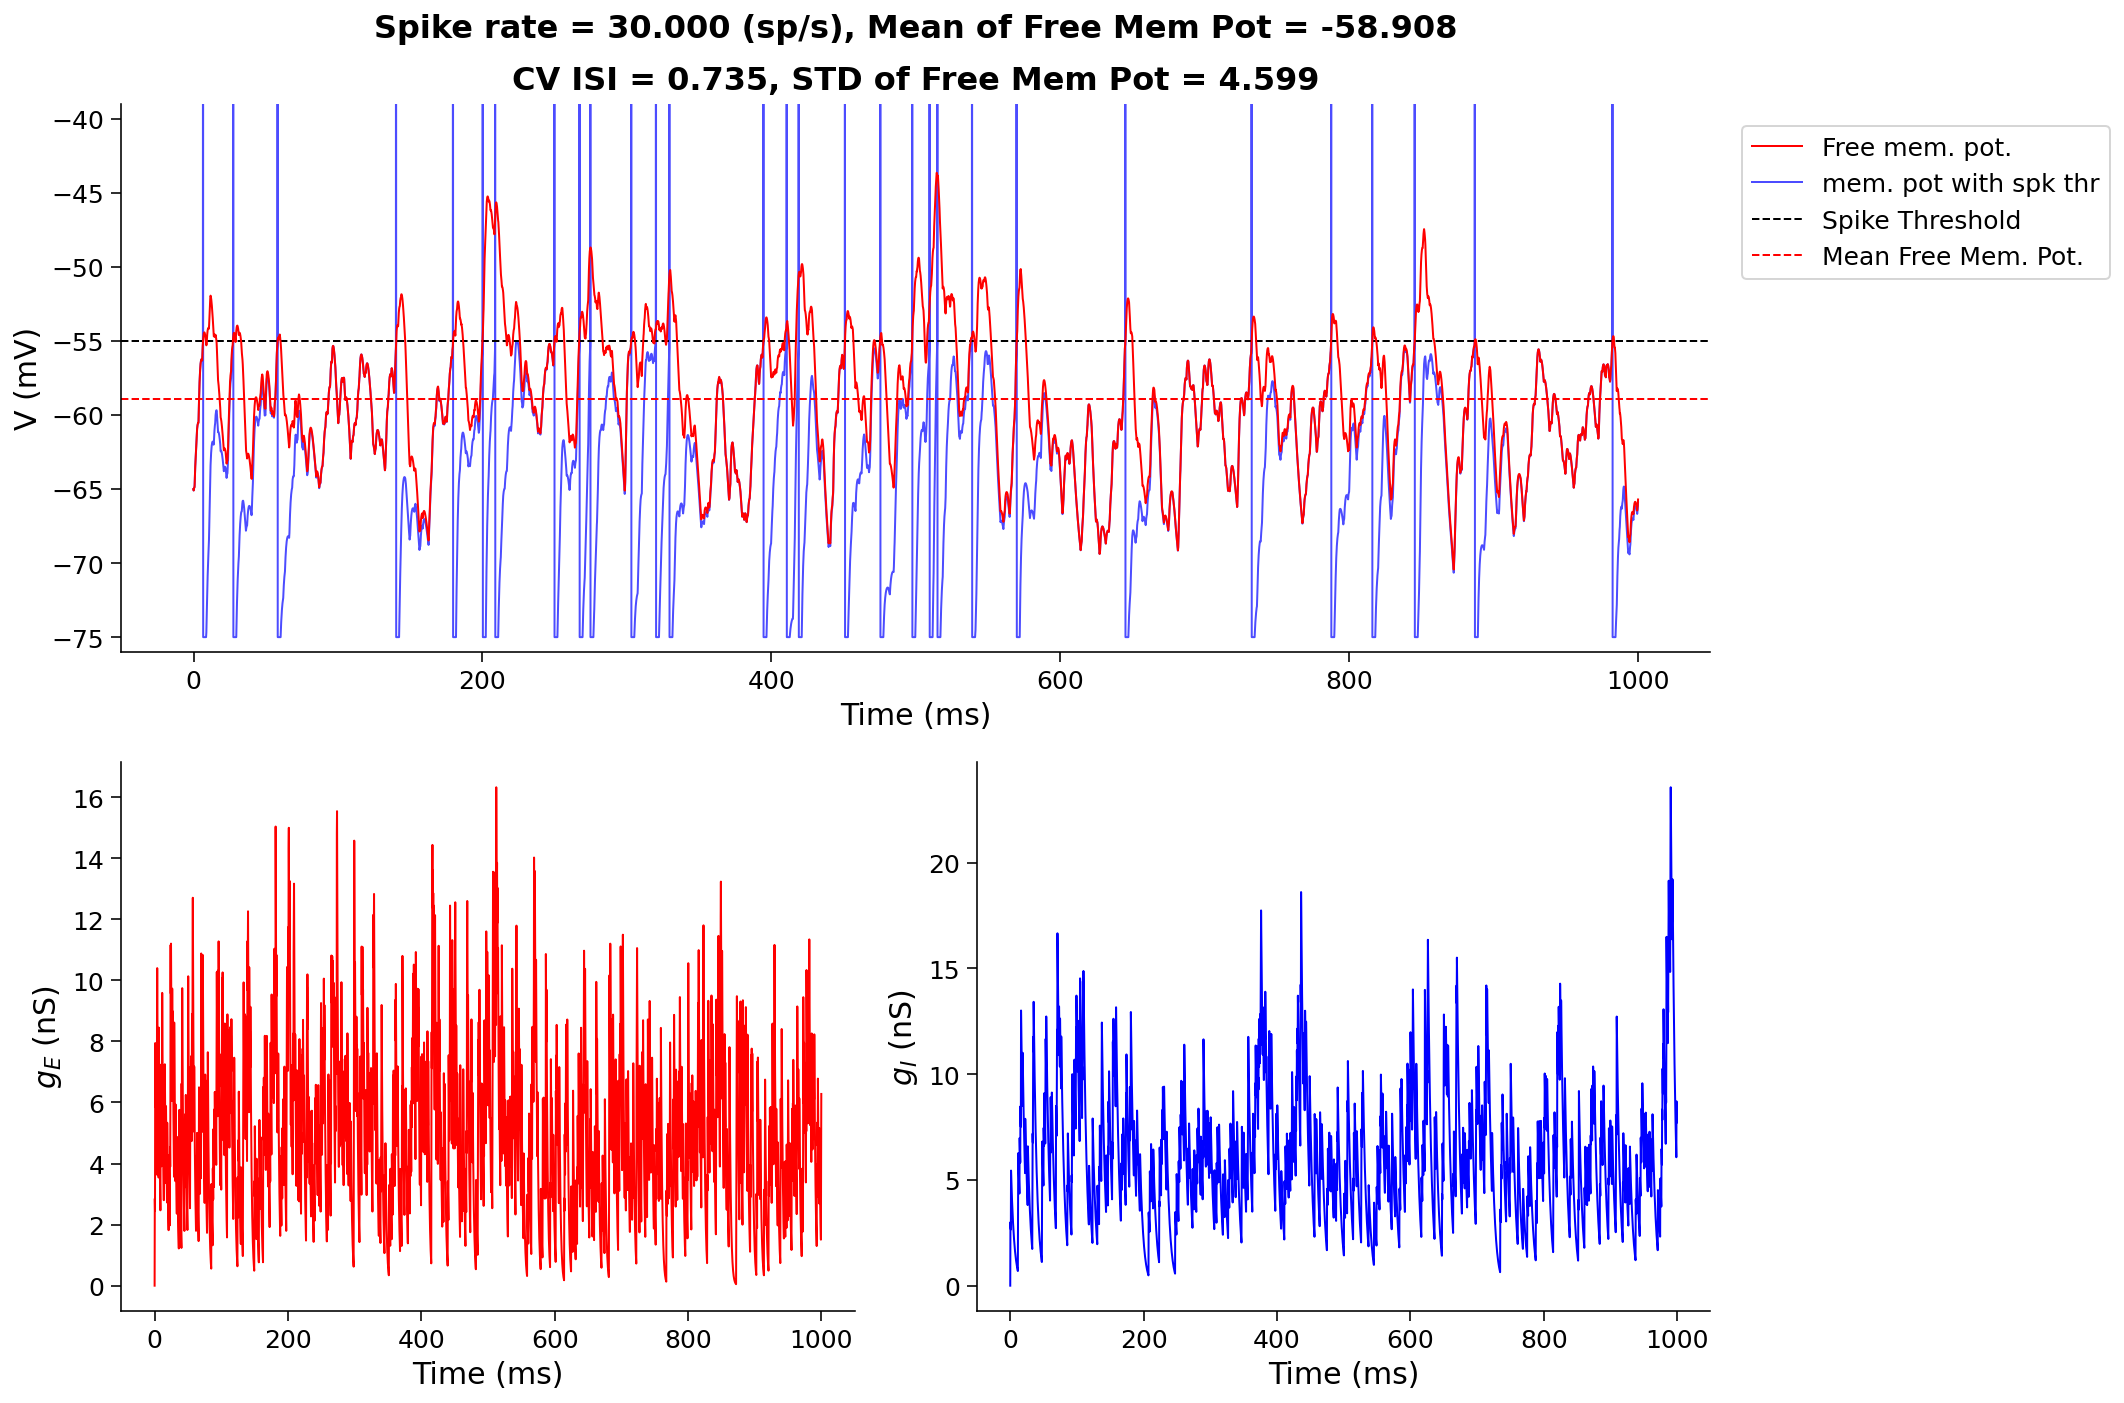 Spike rate = 30.000 (sp/s), Mean of Free Mem Pot = -58.908
CV ISI = 0.735, STD of Free Mem Pot = 4.599
−40
−45
−50
−55
−60
−65
−70
−75
V (mV)
0 200 400 600 800 1000
Time (ms)
Free mem. pot.
mem. pot with spk thr
Spike Threshold
Mean Free Mem. Pot.
16
14
12
10
8
6
4
2
0
g_E (nS)
0 200 400 600 800 1000
Time (ms)
20
15
10
5
0
g_I (nS)
0 200 400 600 800 1000
Time (ms)